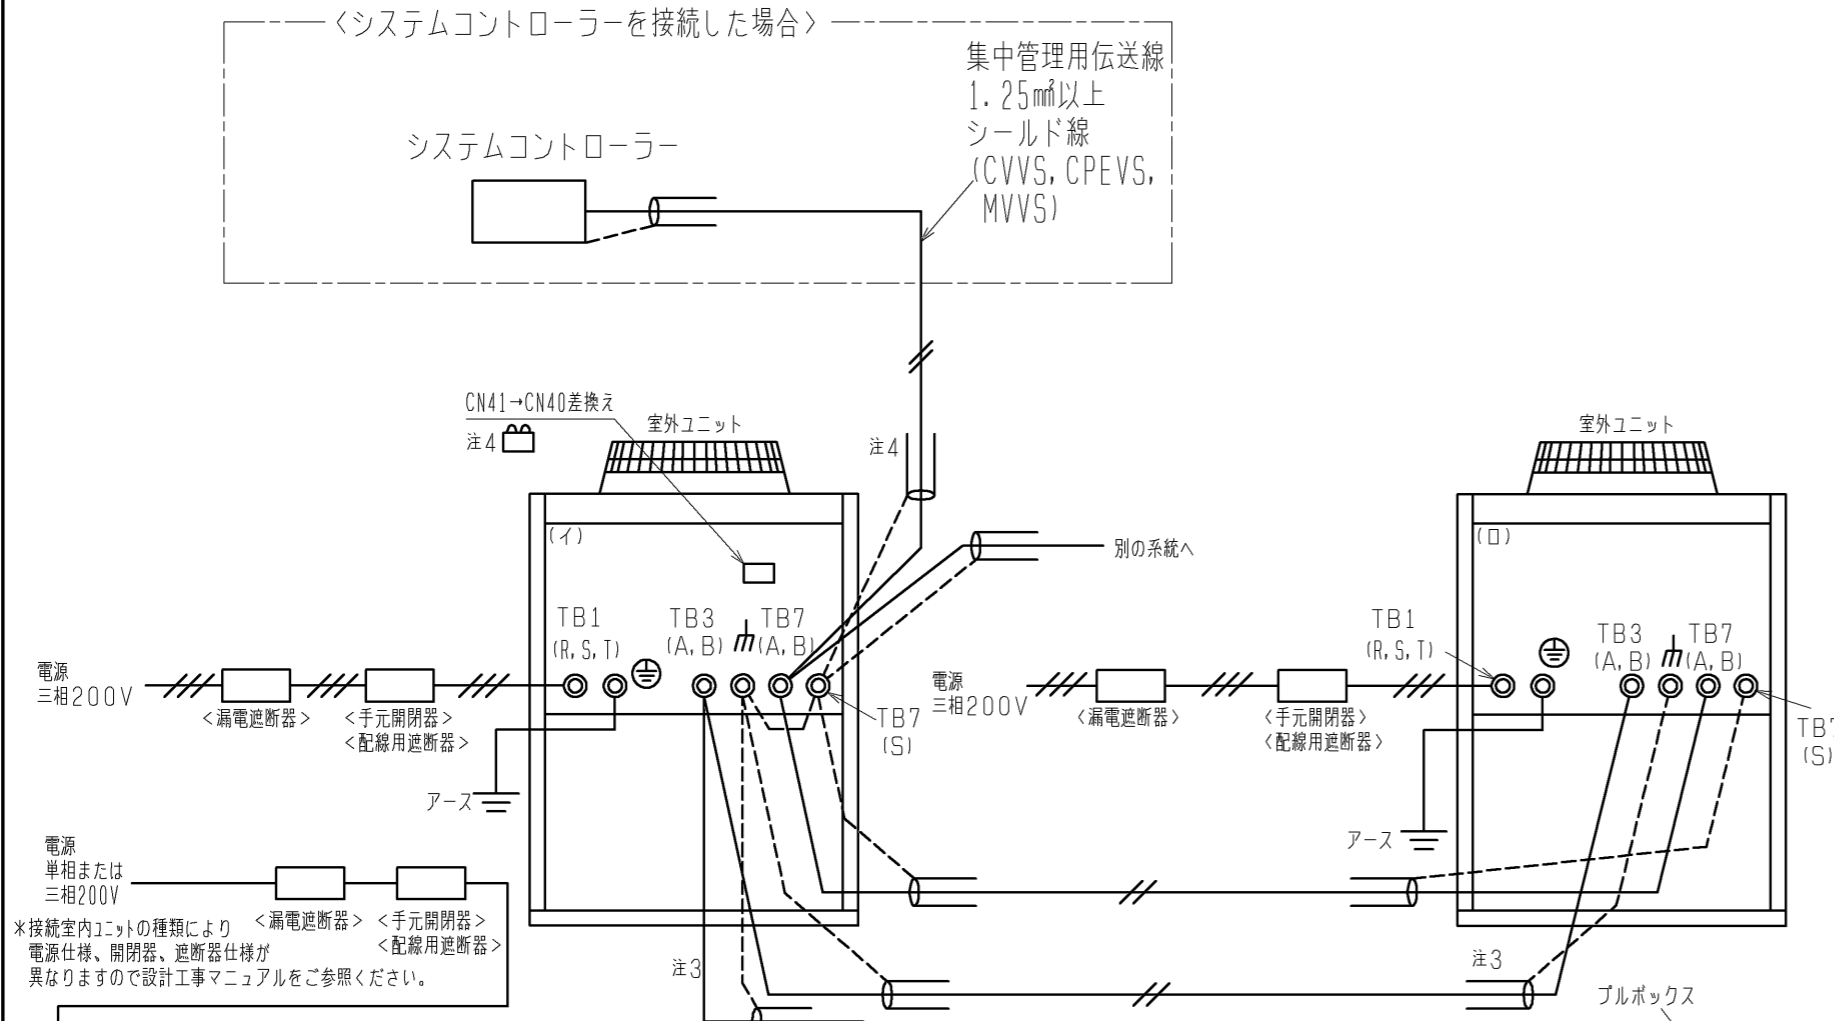 〈システムコントローラーを接続した場合〉
集中管理用伝送線
1.25㎟以上
シールド線
(CVVS, CPEVS,
MVVS)
システムコントローラー
CN41→CN40差換え
注4
室外ユニット
注4
(イ)
別の系統へ
TB1
(R, S, T)
TB3
(A, B)
TB7
(A, B)
電源
三相200V
<漏電遮断器>
<手元開閉器>
<配線用遮断器>
TB7
(S)
アース
室外ユニット
(ロ)
TB1
(R, S, T)
TB3
(A, B)
TB7
(A, B)
電源
三相200V
<漏電遮断器>
<手元開閉器>
<配線用遮断器>
TB7
(S)
アース
電源
単相または
三相200V
<漏電遮断器>
<手元開閉器>
<配線用遮断器>
*接続室内ユニットの種類により
電源仕様、開閉器、遮断器仕様が
異なりますので設計工事マニュアルをご参照ください。
注3
注3
プルボックス